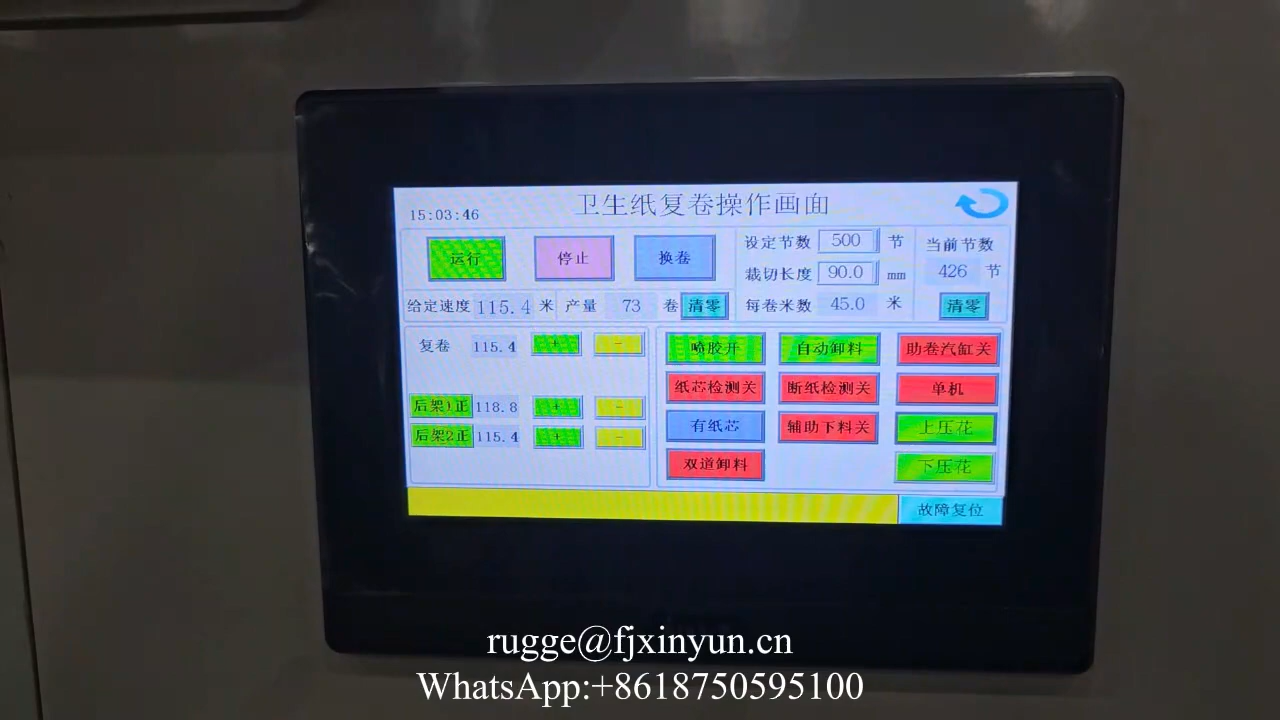 卫生纸复卷操作画面
15:03:46
运行 停止 换卷
设定节数 500 节
裁切长度 90.0 mm
每卷米数 45.0 米
当前节数
426 节
清零
给定速度 115.4 米 产量 73 卷 清零
复卷 115.4 + -
后架1正 118.8 + -
后架2正 115.4 + -
喷胶开 自动卸料 助卷汽缸关
纸芯检测关 断纸检测关 单机
有纸芯 辅助下料关 上压花
双道卸料 下压花
故障复位
rugge@fjxinyun.cn
WhatsApp:+8618750595100